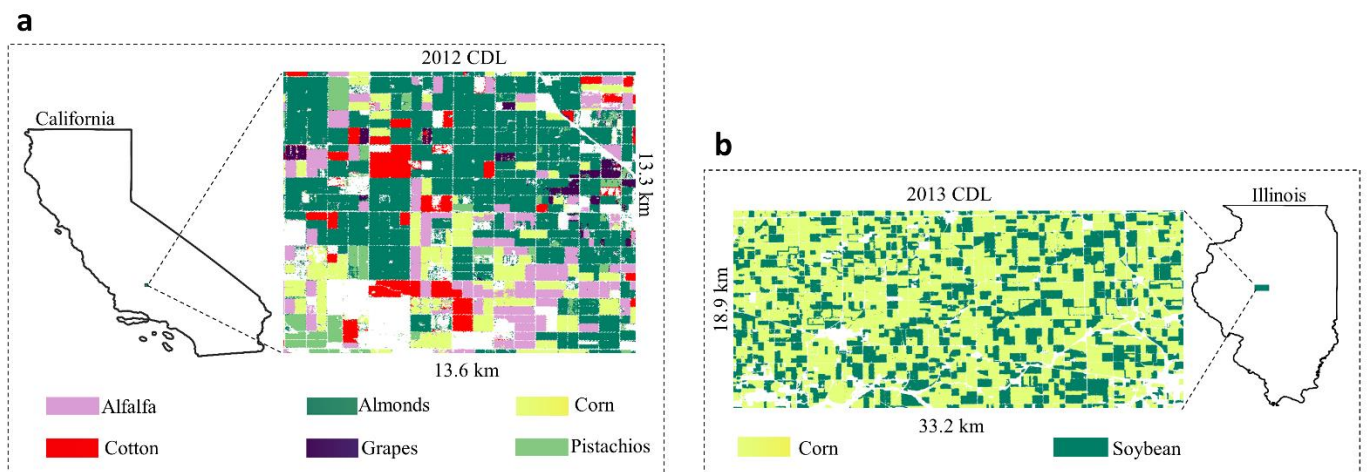 a
2012 CDL
California
13.3 km
13.6 km
Alfalfa
Almonds
Corn
Cotton
Grapes
Pistachios
b
2013 CDL
Illinois
18.9 km
33.2 km
Corn
Soybean